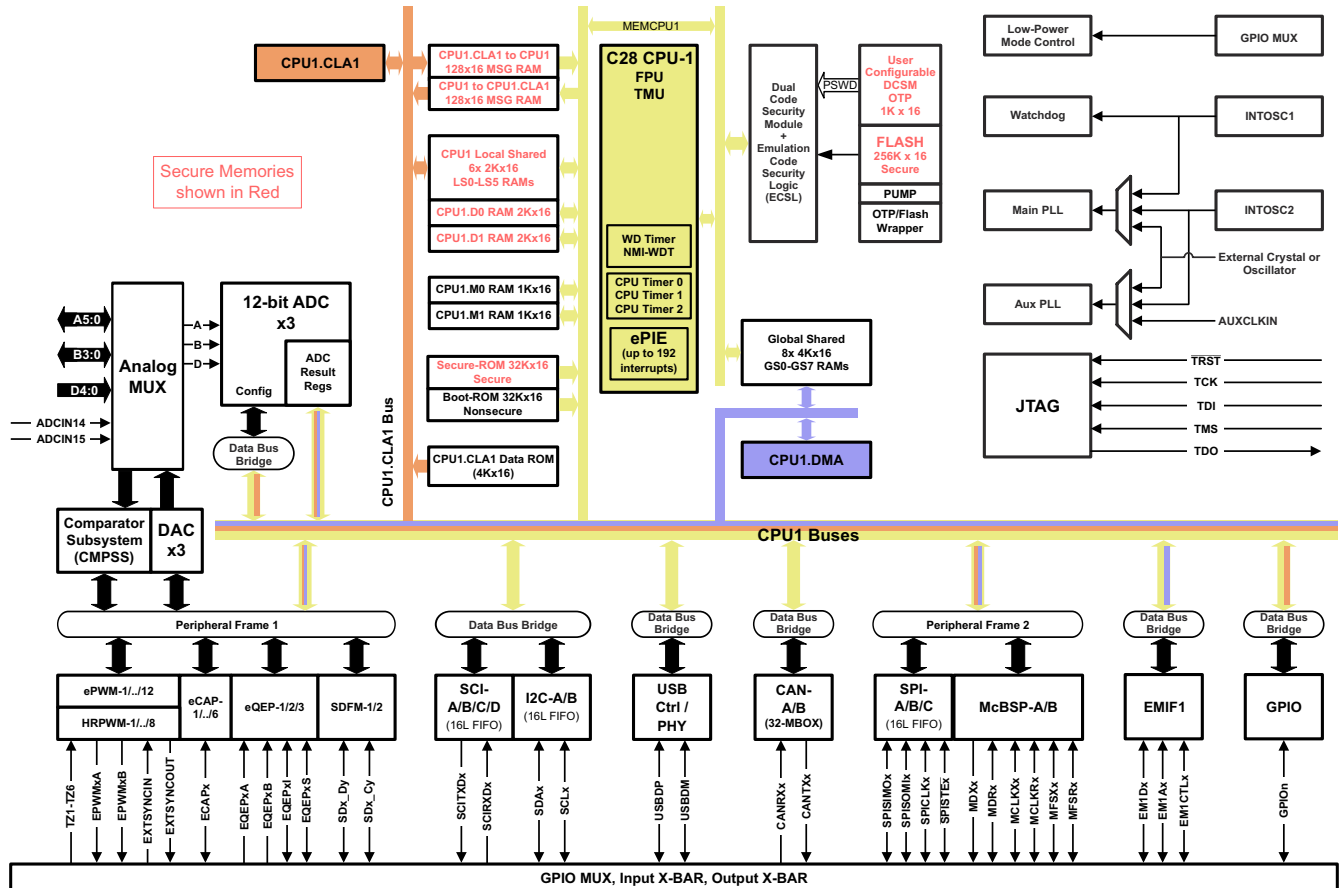 MEMCPU1
CPU1.CLA1
CPU1.CLA1 to CPU1
128x16 MSG RAM
CPU1 to CPU1.CLA1
128x16 MSG RAM
CPU1 Local Shared
6x 2Kx16
LS0-LS5 RAMs
CPU1.D0 RAM 2Kx16
CPU1.D1 RAM 2Kx16
CPU1.M0 RAM 1Kx16
CPU1.M1 RAM 1Kx16
Secure-ROM 32Kx16
Secure
Boot-ROM 32Kx16
Nonsecure
CPU1.CLA1 Data ROM
(4Kx16)
CPU1.CLA1 Bus
Secure Memories
shown in Red
C28 CPU-1
FPU
TMU
WD Timer
NMI-WDT
CPU Timer 0
CPU Timer 1
CPU Timer 2
ePIE
(up to 192
interrupts)
Dual
Code
Security
Module
+
Emulation
Code
Security
Logic
(ECSL)
PSWD
User
Configurable
DCSM
OTP
1K x 16
FLASH
256K x 16
Secure
PUMP
OTP/Flash
Wrapper
Global Shared
8x 4Kx16
GS0-GS7 RAMs
CPU1.DMA
Low-Power
Mode Control
GPIO MUX
Watchdog
INTOSC1
Main PLL
INTOSC2
External Crystal or
Oscillator
Aux PLL
AUXCLKIN
JTAG
TRST
TCK
TDI
TMS
TDO
A5:0
B3:0
D4:0
ADCIN14
ADCIN15
Analog
MUX
A
B
D
12-bit ADC
x3
Config
ADC
Result
Regs
Data Bus
Bridge
Comparator
Subsystem
(CMPSS)
DAC
x3
CPU1 Buses
Peripheral Frame 1
Data Bus Bridge
Data Bus
Bridge
Data Bus
Bridge
Peripheral Frame 2
Data Bus
Bridge
Data Bus
Bridge
ePWM-1/../12
HRPWM-1/../8
eCAP-
1/../6
eQEP-1/2/3
SDFM-1/2
SCI-
A/B/C/D
(16L FIFO)
I2C-A/B
(16L FIFO)
USB
Ctrl /
PHY
CAN-
A/B
(32-MBOX)
SPI-
A/B/C
(16L FIFO)
McBSP-A/B
EMIF1
GPIO
TZ1-TZ6
EPWMxA
EPWMxB
EXTSYNCIN
EXTSYNCOUT
ECAPx
EQEPxA
EQEPxB
EQEPxI
EQEPxS
SDx_Dy
SDx_Cy
SCITXDx
SCIRXDx
SDAx
SCLx
USBDP
USBDM
CANRXx
CANTXx
SPISIMOx
SPISOMIx
SPICLKx
SPISTEx
MDXx
MDRx
MCLKXx
MCLKRx
MFSXx
MFSRx
EM1Dx
EM1Ax
EM1CTLx
GPIOn
GPIO MUX, Input X-BAR, Output X-BAR